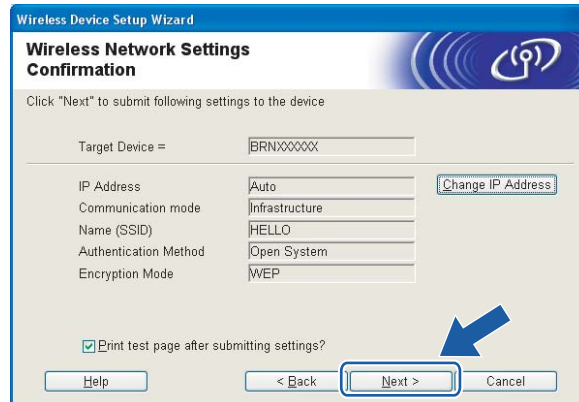 Wireless Device Setup Wizard
Wireless Network Settings
Confirmation
Click "Next" to submit following settings to the device
Target Device = BRNXXXXXX
IP Address Auto Change IP Address
Communication mode Infrastructure
Name (SSID) HELLO
Authentication Method Open System
Encryption Mode WEP
Print test page after submitting settings?
Help < Back Next > Cancel